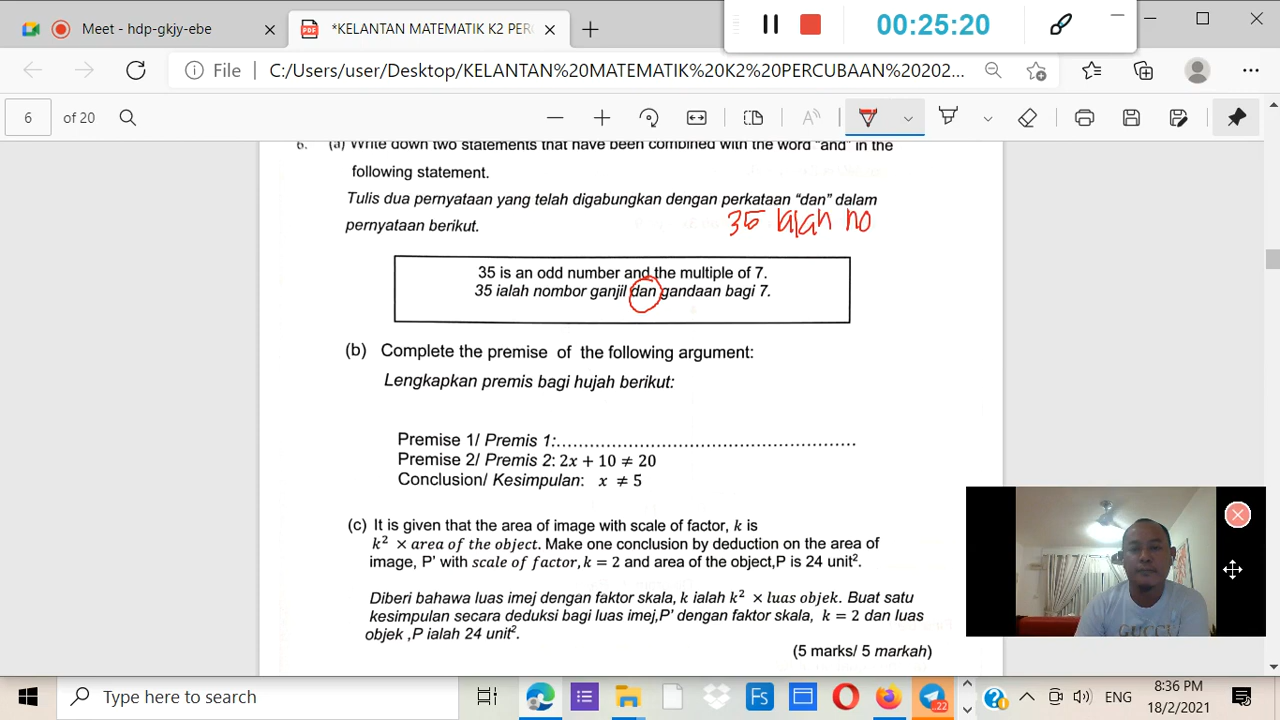 Meet - hdp-gkjy-ebe
*KELANTAN MATEMATIK K2 PER
00:25:20
File
C:/Users/user/Desktop/KELANTAN%20MATEMATIK%20K2%20PERCUBAAN%20202...
6 of 20
6. (a) Write down two statements that have been combined with the word "and" in the
following statement.
Tulis dua pernyataan yang telah digabungkan dengan perkataan "dan" dalam
pernyataan berikut.
35 ialah no
35 is an odd number and the multiple of 7.
35 ialah nombor ganjil dan gandaan bagi 7.
(b) Complete the premise of the following argument:
Lengkapkan premis bagi hujah berikut:
Premise 1/ Premis 1:......................................................
Premise 2/ Premis 2: 2x + 10 ≠ 20
Conclusion/ Kesimpulan: x ≠ 5
(c) It is given that the area of image with scale of factor, k is
k² × area of the object. Make one conclusion by deduction on the area of
image, P' with scale of factor, k = 2 and area of the object,P is 24 unit².
Diberi bahawa luas imej dengan faktor skala, k ialah k² × luas objek. Buat satu
kesimpulan secara deduksi bagi luas imej,P' dengan faktor skala, k = 2 dan luas
objek ,P ialah 24 unit².
(5 marks/ 5 markah)
GUCCI
Type here to search
Fs
22
ENG
8:36 PM
18/2/2021